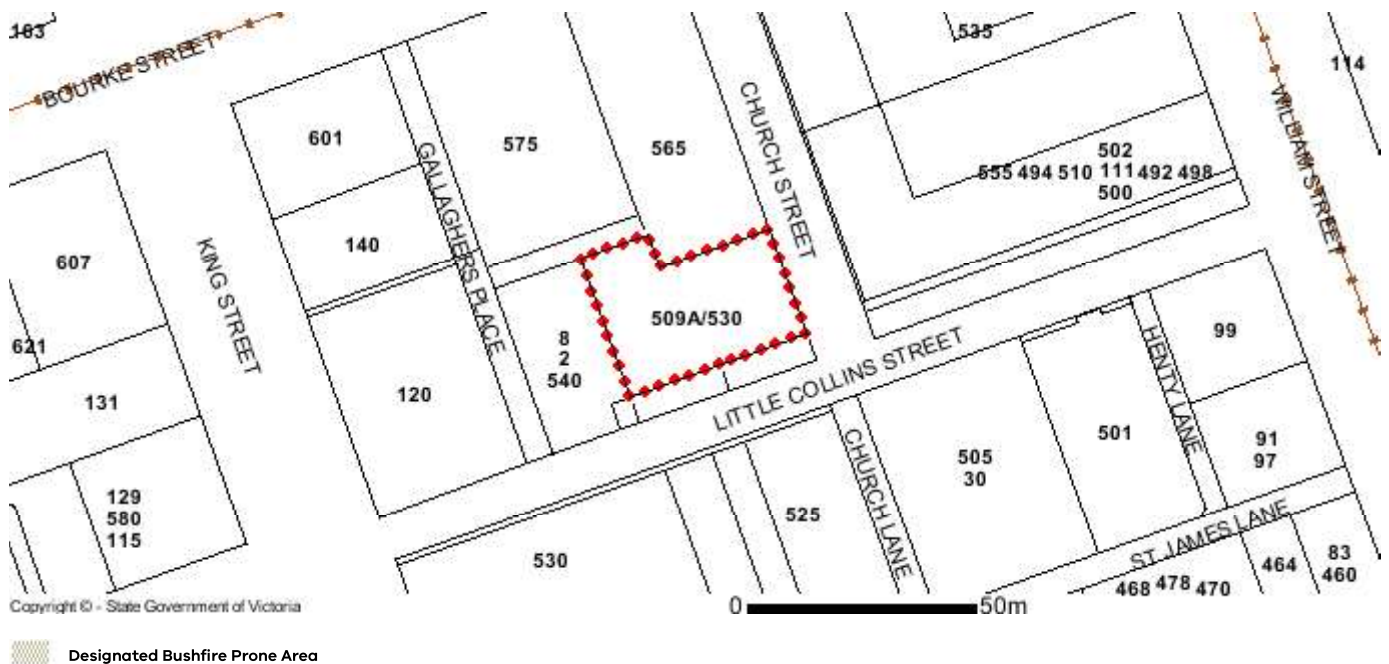 183
BOURKE STREET
601
GALLAGHERS PLACE
575
565
CHURCH STREET
535
114
WILLIAM STREET
502
555 494 510 111 492 498
500
140
607
KING STREET
621
131
120
8
2
540
509A/530
LITTLE COLLINS STREET
HENTY LANE
99
129
580
115
530
525
CHURCH LANE
505
30
501
91
97
ST JAMES LANE
468 478 470
464
83
460
Copyright © - State Government of Victoria
0 50m
Designated Bushfire Prone Area